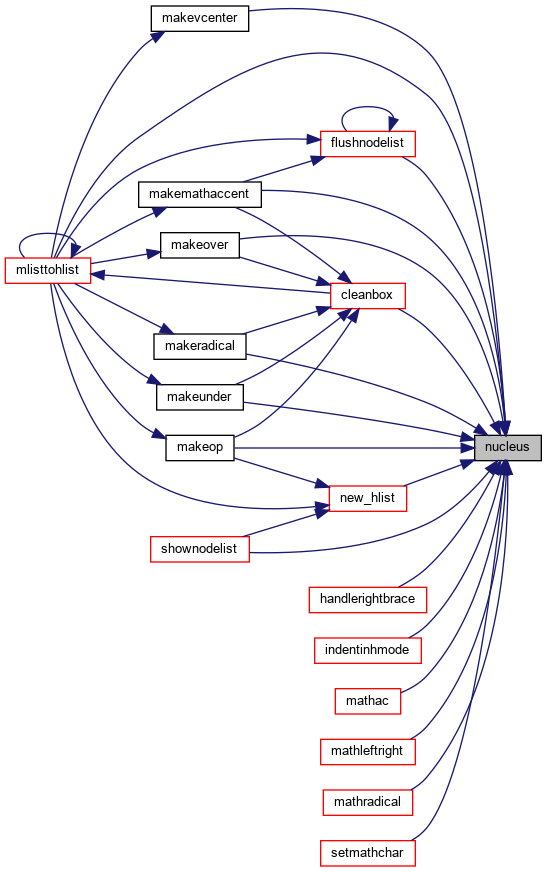 makevcenter
flushnodelist
makemathaccent
makeover
mlisttohlist
cleanbox
makeradical
makeunder
makeop
nucleus
new_hlist
shownodelist
handlerightbrace
indentinhmode
mathac
mathleftright
mathradical
setmathchar